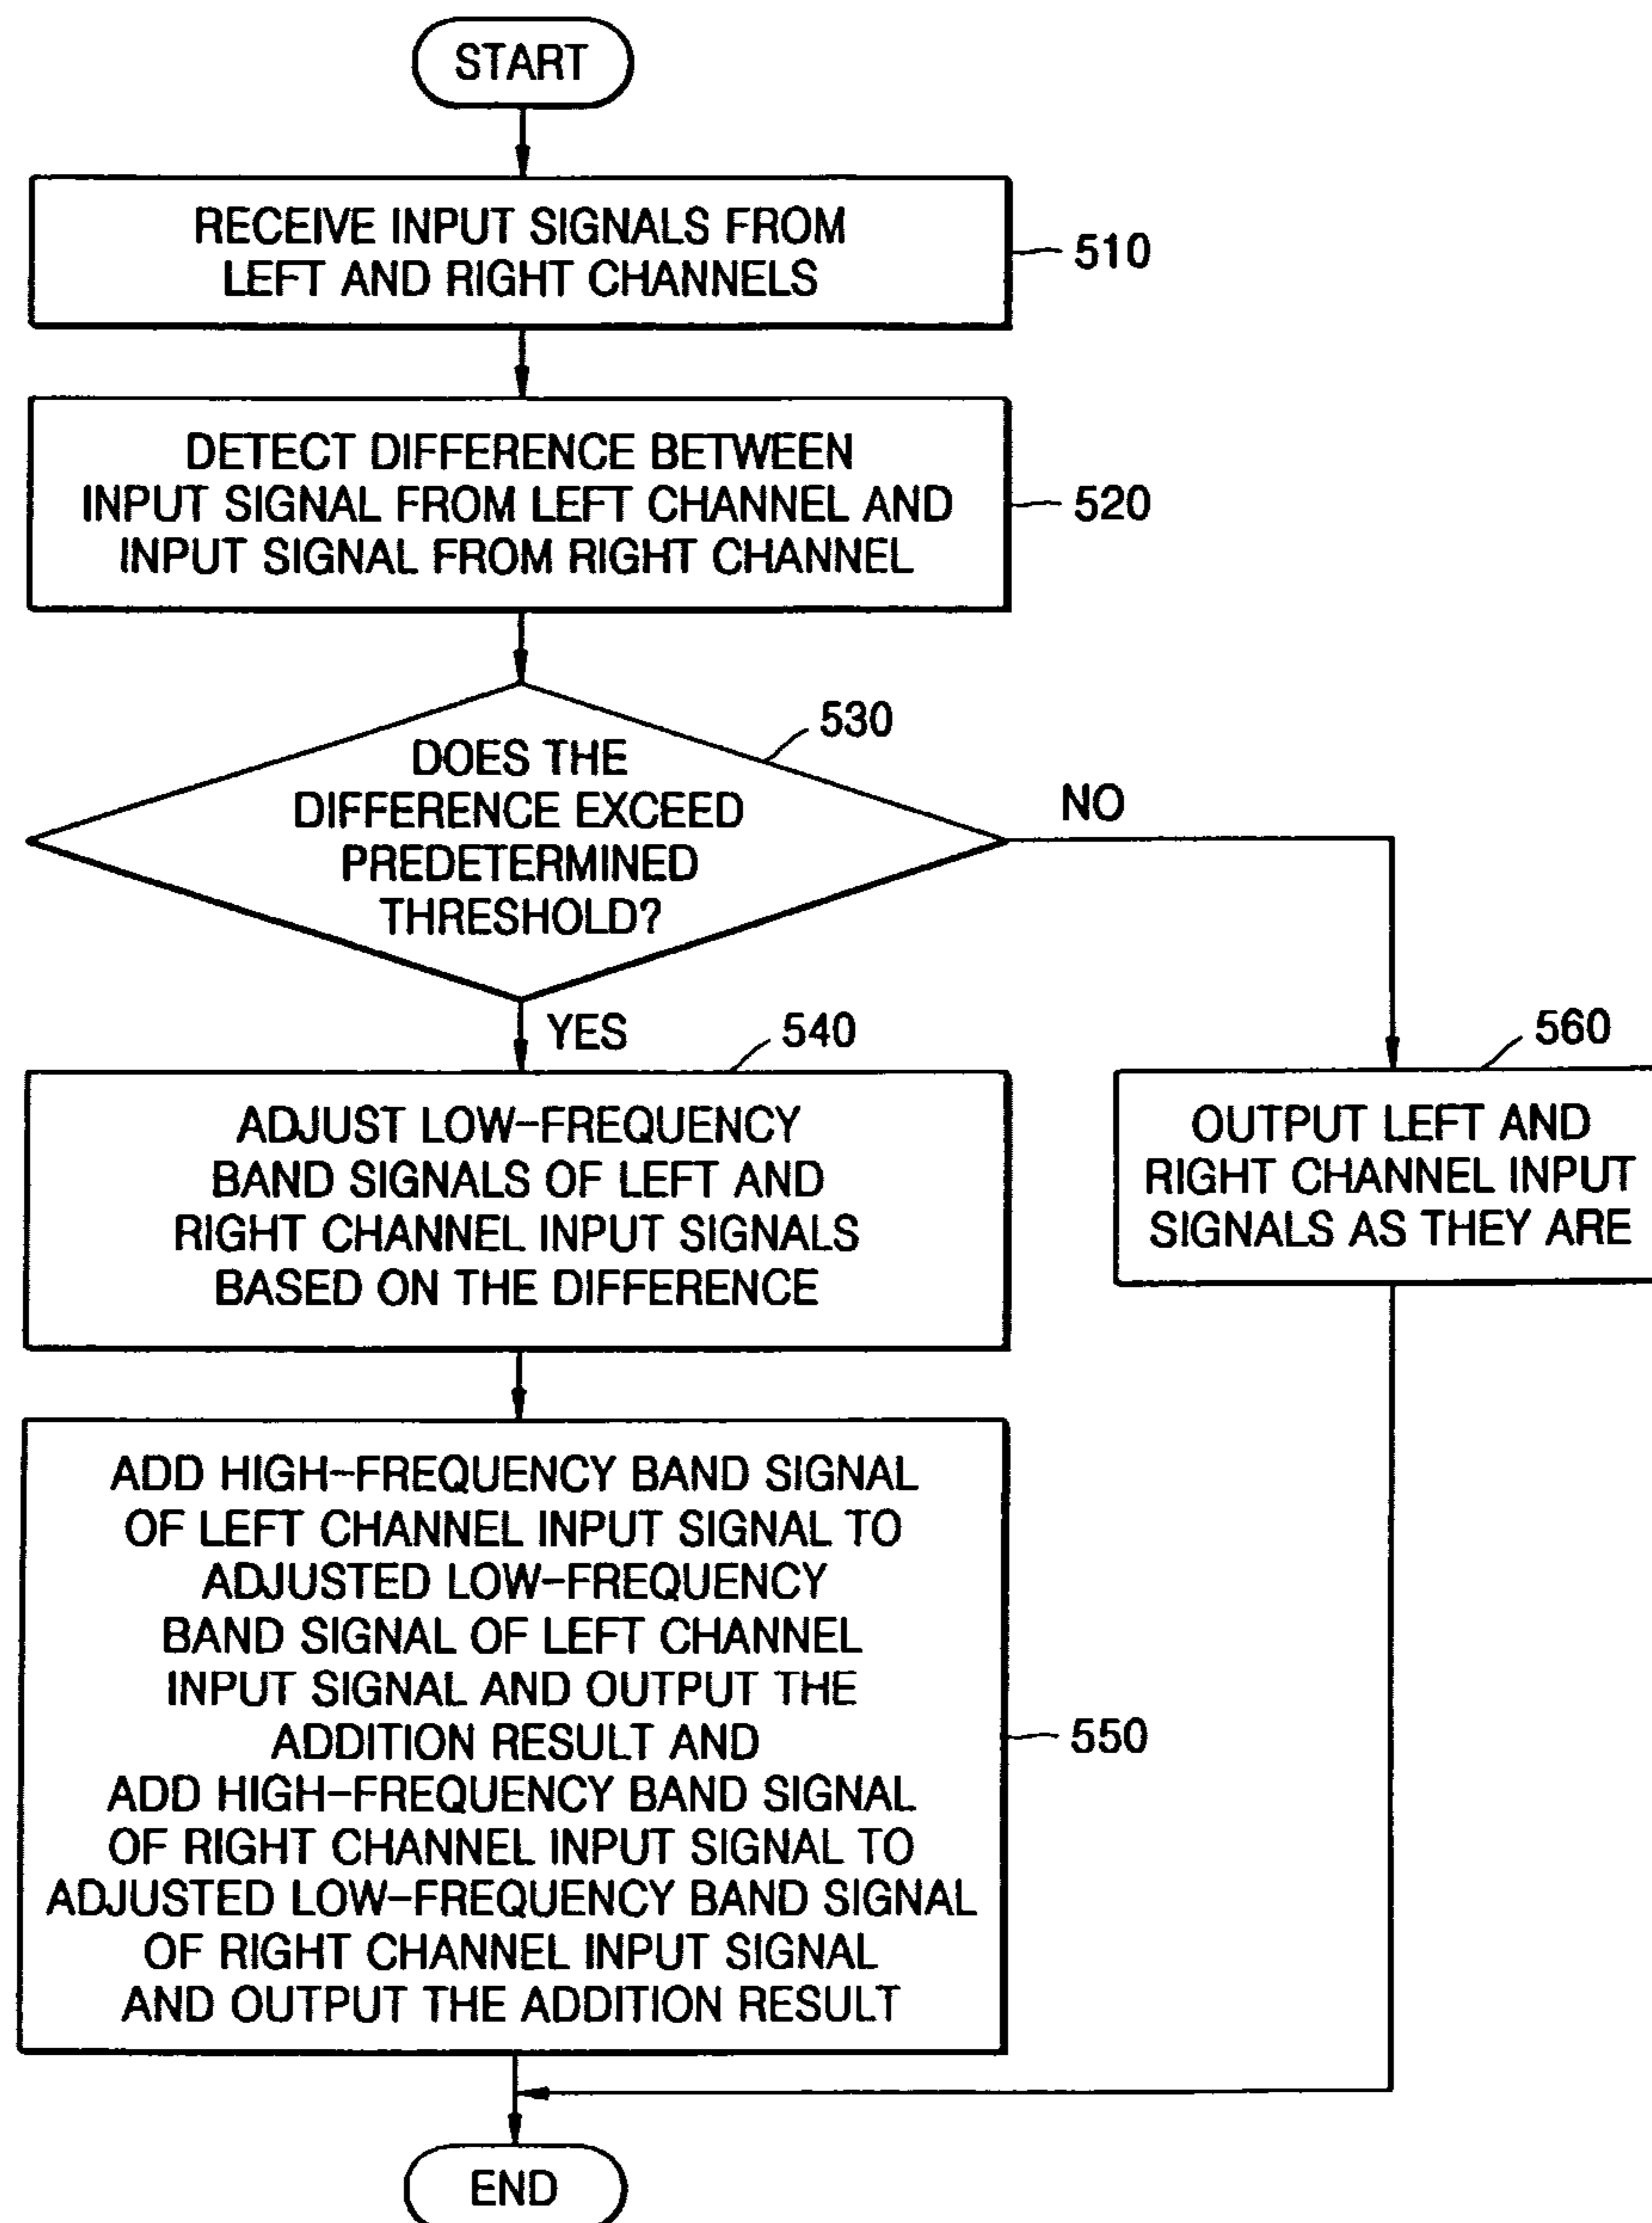 START
RECEIVE INPUT SIGNALS FROM
LEFT AND RIGHT CHANNELS
510
DETECT DIFFERENCE BETWEEN
INPUT SIGNAL FROM LEFT CHANNEL AND
INPUT SIGNAL FROM RIGHT CHANNEL
520
530
DOES THE
DIFFERENCE EXCEED
PREDETERMINED
THRESHOLD?
NO
YES
540
ADJUST LOW-FREQUENCY
BAND SIGNALS OF LEFT AND
RIGHT CHANNEL INPUT SIGNALS
BASED ON THE DIFFERENCE
560
OUTPUT LEFT AND
RIGHT CHANNEL INPUT
SIGNALS AS THEY ARE
ADD HIGH-FREQUENCY BAND SIGNAL
OF LEFT CHANNEL INPUT SIGNAL TO
ADJUSTED LOW-FREQUENCY
BAND SIGNAL OF LEFT CHANNEL
INPUT SIGNAL AND OUTPUT THE
ADDITION RESULT AND
ADD HIGH-FREQUENCY BAND SIGNAL
OF RIGHT CHANNEL INPUT SIGNAL TO
ADJUSTED LOW-FREQUENCY BAND SIGNAL
OF RIGHT CHANNEL INPUT SIGNAL
AND OUTPUT THE ADDITION RESULT
550
END